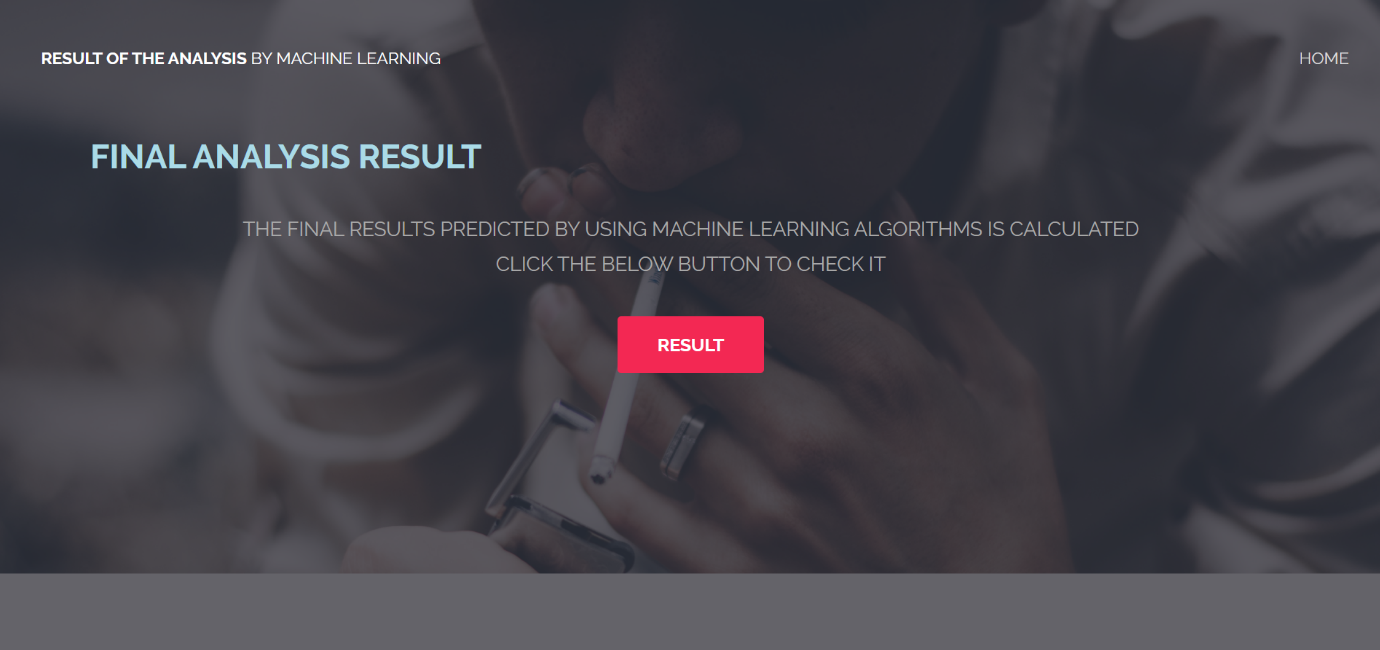 RESULT OF THE ANALYSIS BY MACHINE LEARNING
HOME
FINAL ANALYSIS RESULT
THE FINAL RESULTS PREDICTED BY USING MACHINE LEARNING ALGORITHMS IS CALCULATED
CLICK THE BELOW BUTTON TO CHECK IT
RESULT